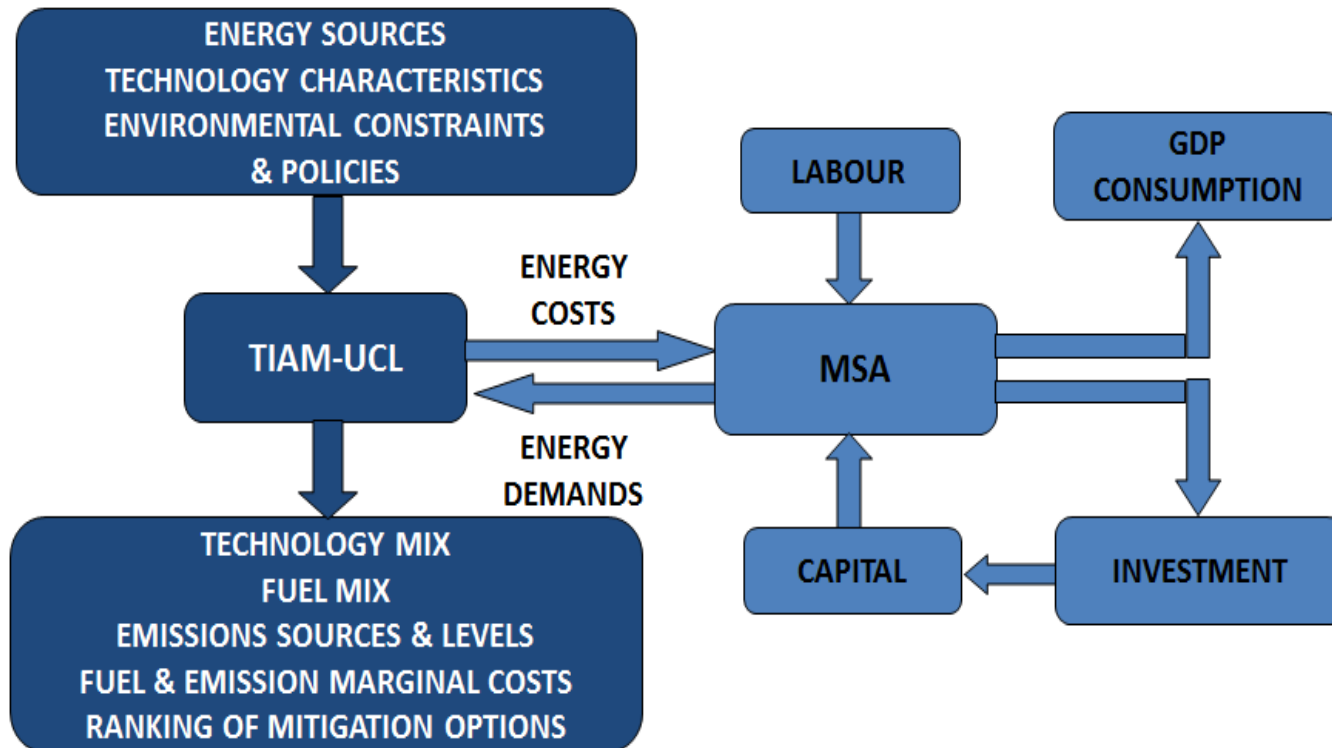 ENERGY SOURCES
TECHNOLOGY CHARACTERISTICS
ENVIRONMENTAL CONSTRAINTS
& POLICIES
LABOUR
GDP
CONSUMPTION
ENERGY
COSTS
TIAM-UCL
MSA
ENERGY
DEMANDS
TECHNOLOGY MIX
FUEL MIX
EMISSIONS SOURCES & LEVELS
FUEL & EMISSION MARGINAL COSTS
RANKING OF MITIGATION OPTIONS
CAPITAL
INVESTMENT